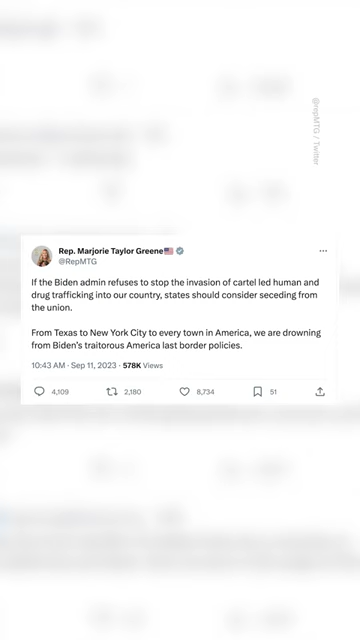 @repMTG / Twitter
Rep. Marjorie Taylor Greene🇺🇸
@RepMTG
If the Biden admin refuses to stop the invasion of cartel led human and
drug trafficking into our country, states should consider seceding from
the union.
From Texas to New York City to every town in America, we are drowning
from Biden's traitorous America last border policies.
10:43 AM · Sep 11, 2023 · 578K Views
4,109 2,180 8,734 51